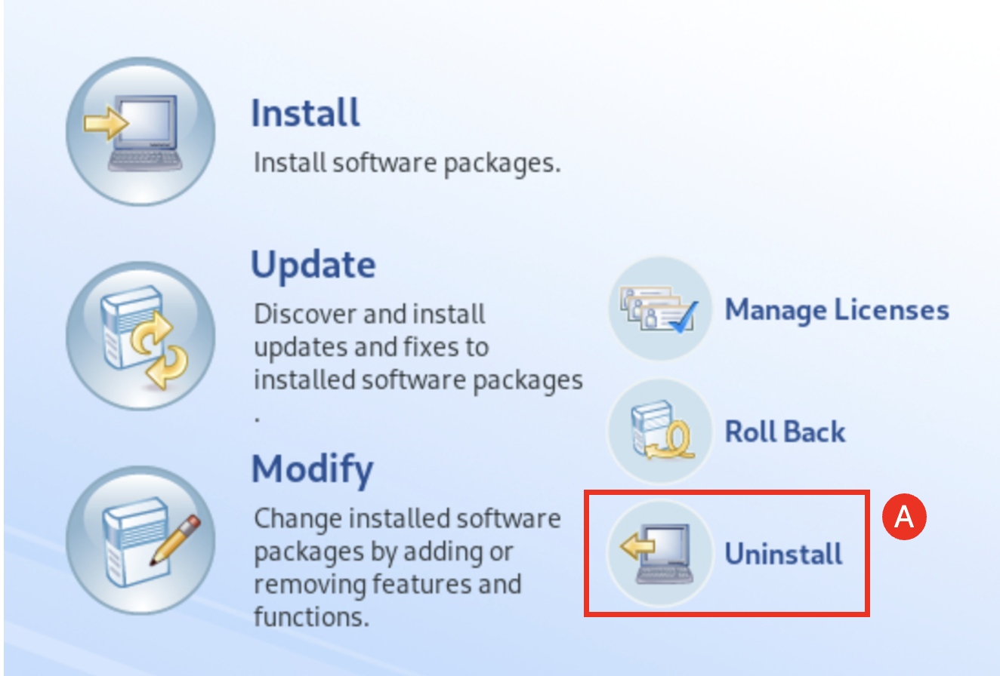 Install
Install software packages.
Update
Discover and install
updates and fixes to
installed software packages
.
Modify
Change installed software
packages by adding or
removing features and
functions.
Manage Licenses
Roll Back
Uninstall
A